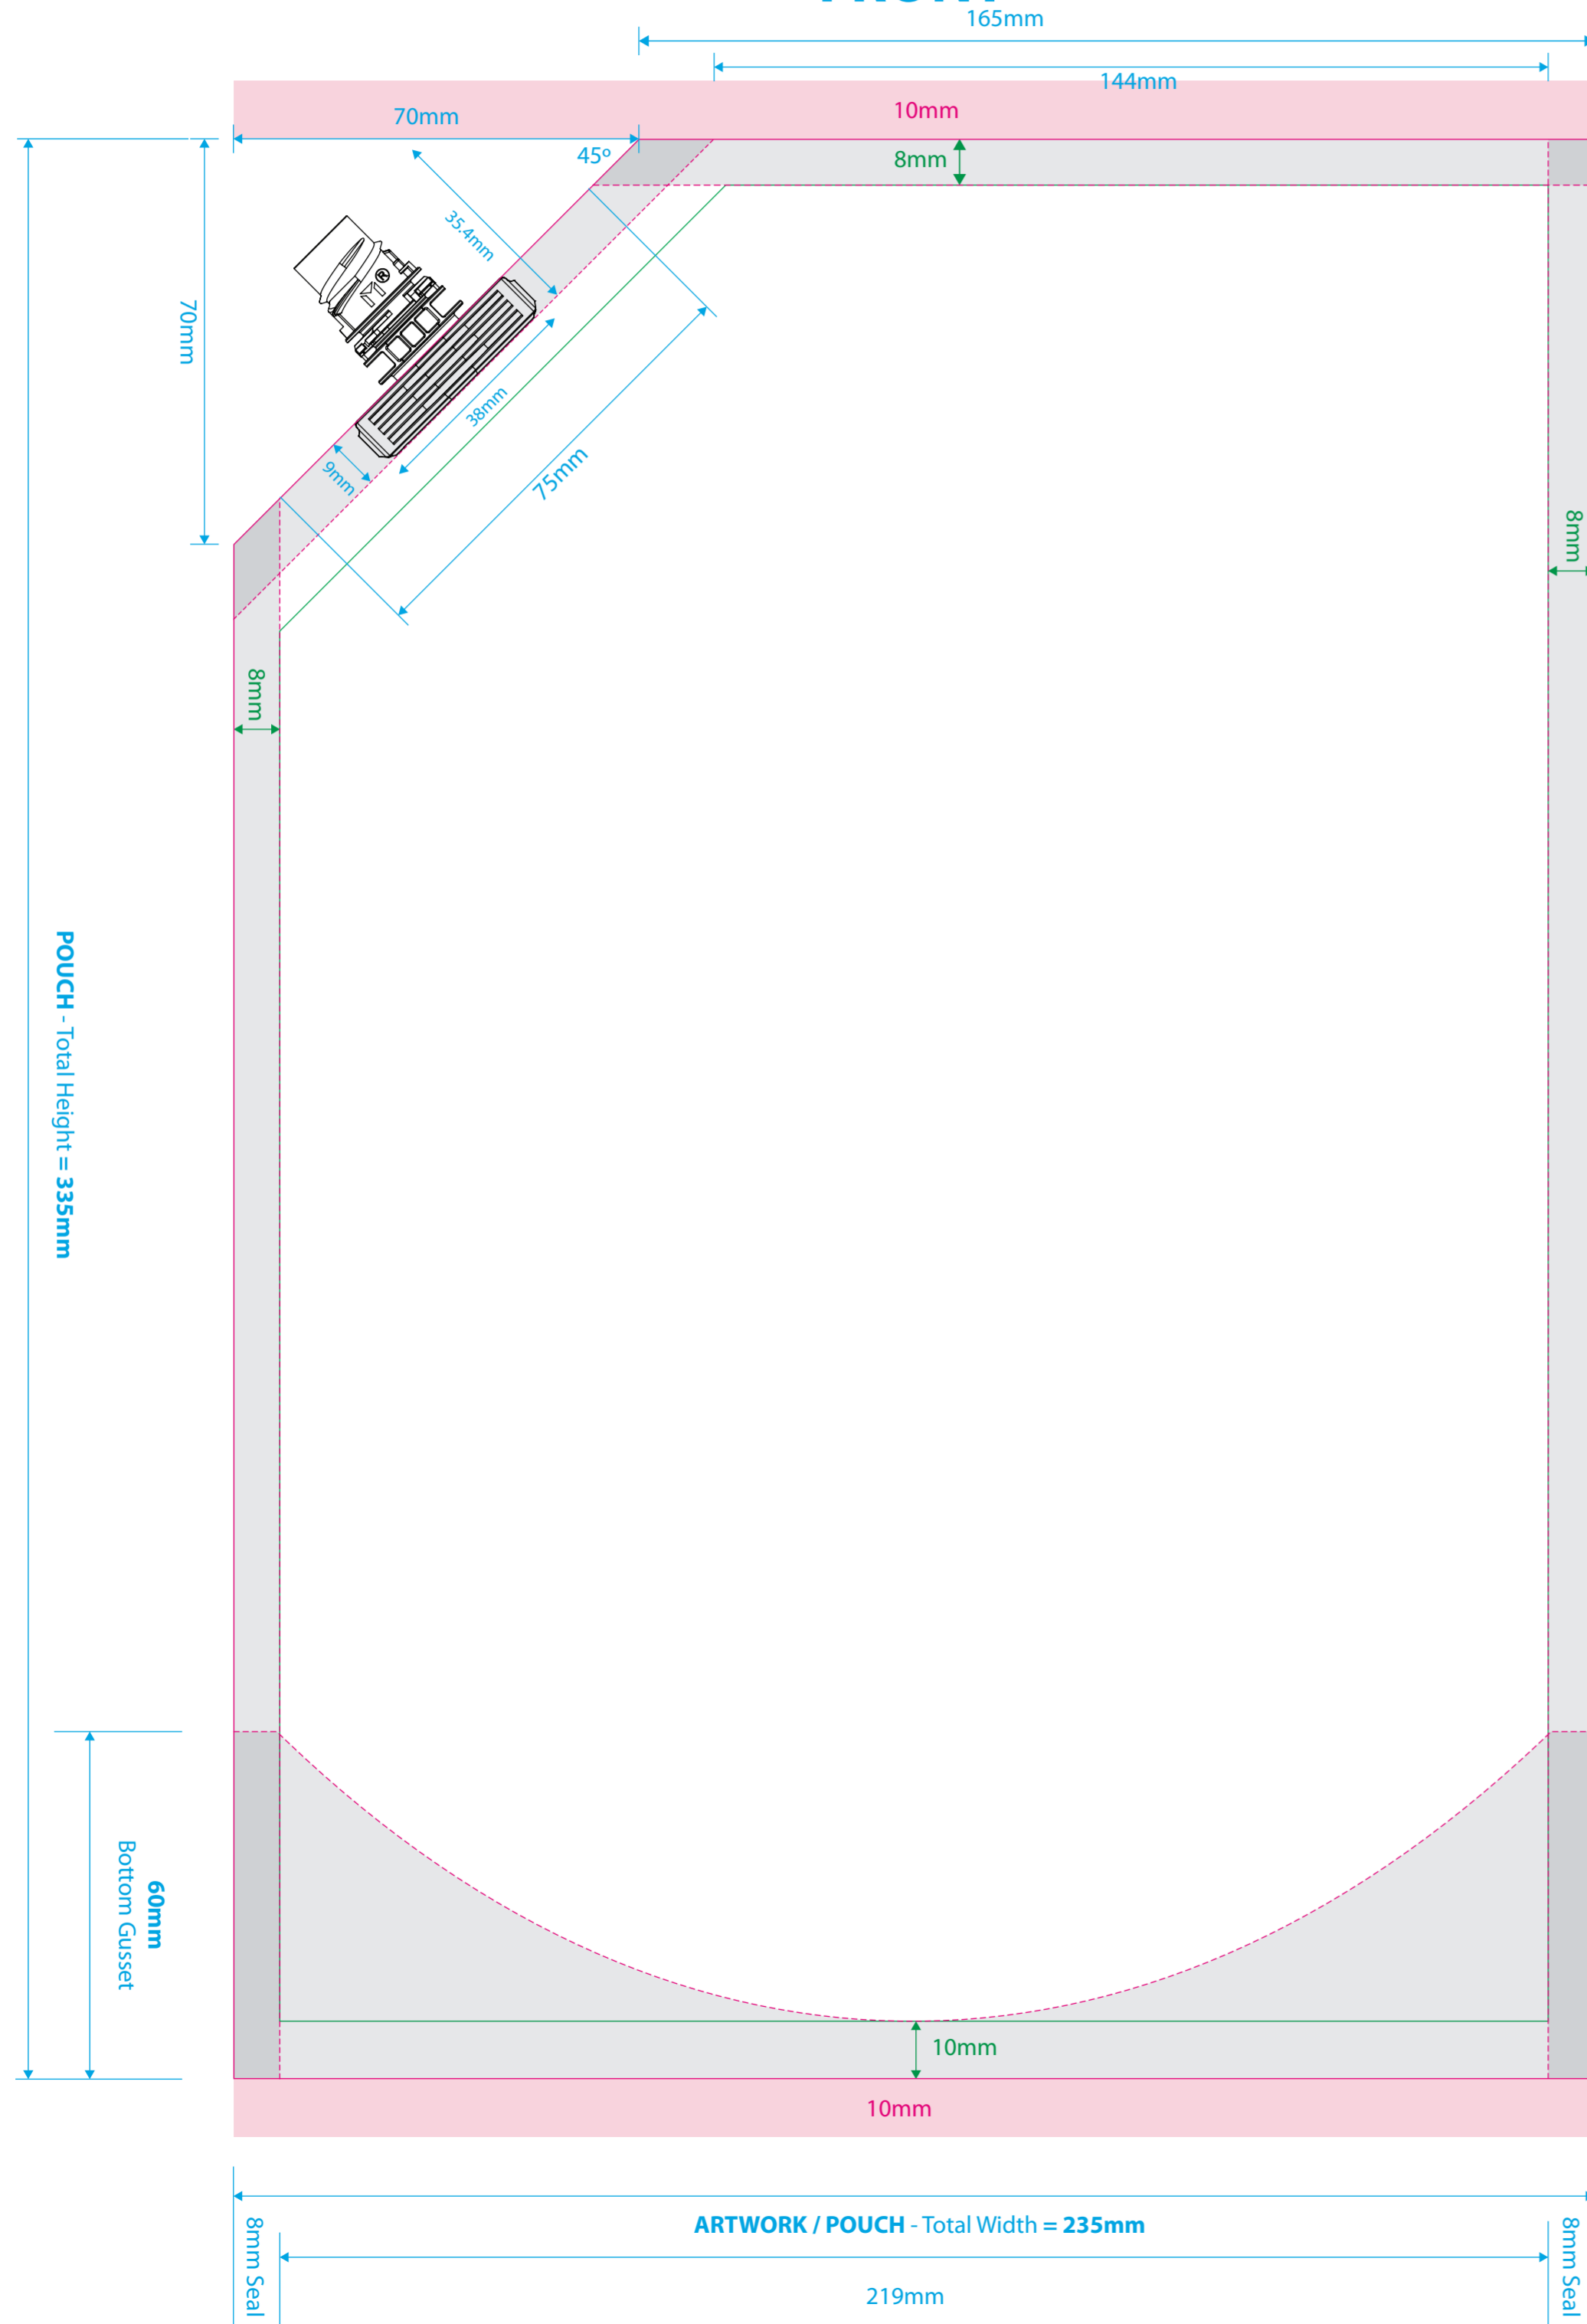 165mm
144mm
10mm
70mm
45º
8mm
35.4mm
M®
70mm
38mm
9mm
75mm
8mm
8mm
POUCH - Total Height = 335mm
60mm
Bottom Gusset
10mm
10mm
ARTWORK / POUCH - Total Width = 235mm
8mm Seal
8mm Seal
219mm